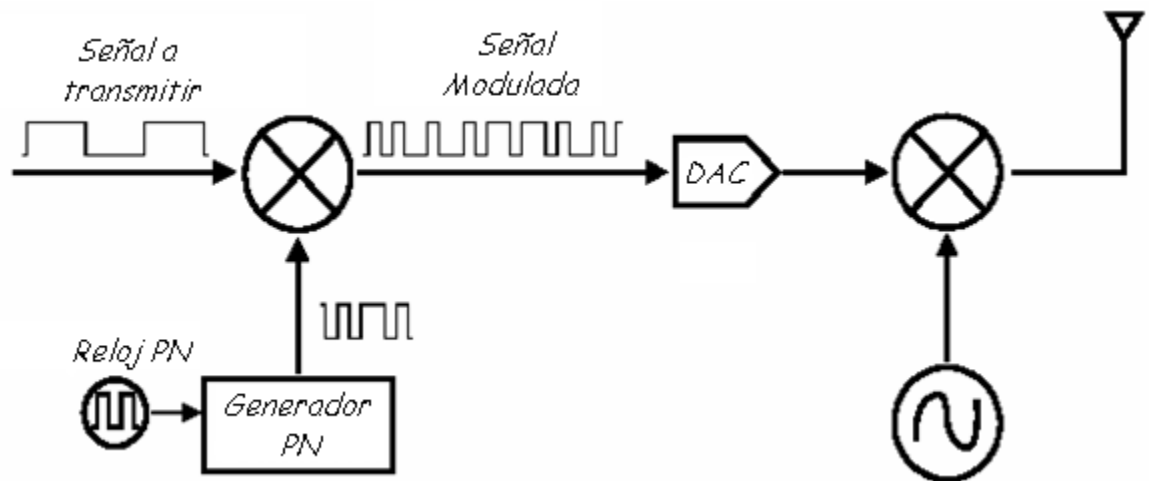 Señal a
transmitir
Señal
Modulada
DAC
Reloj PN
Generador
PN